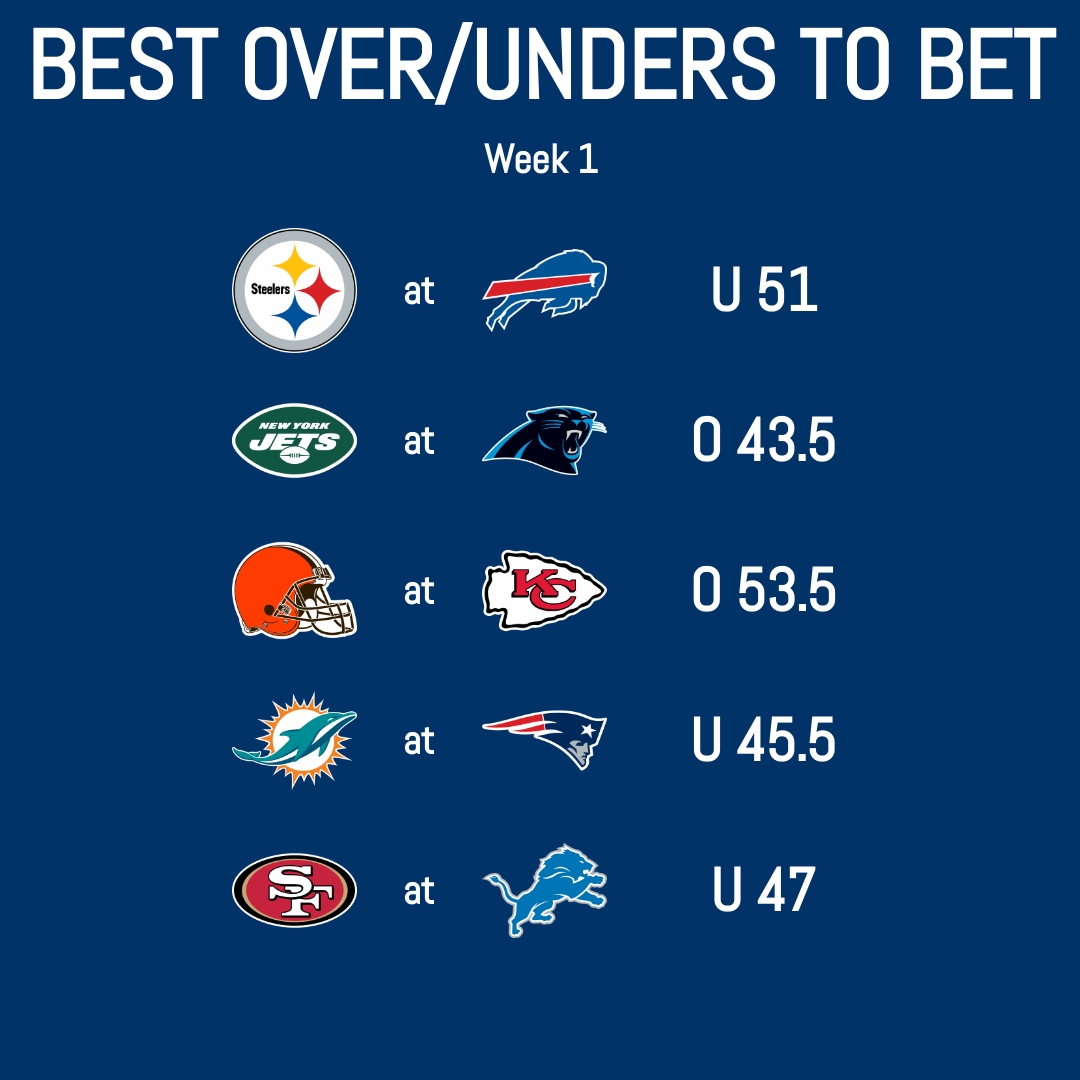 BEST OVER/UNDERS TO BET
Week 1
Steelers at U 51
NEW YORK
JETS at O 43.5
at KC O 53.5
at U 45.5
SF at U 47